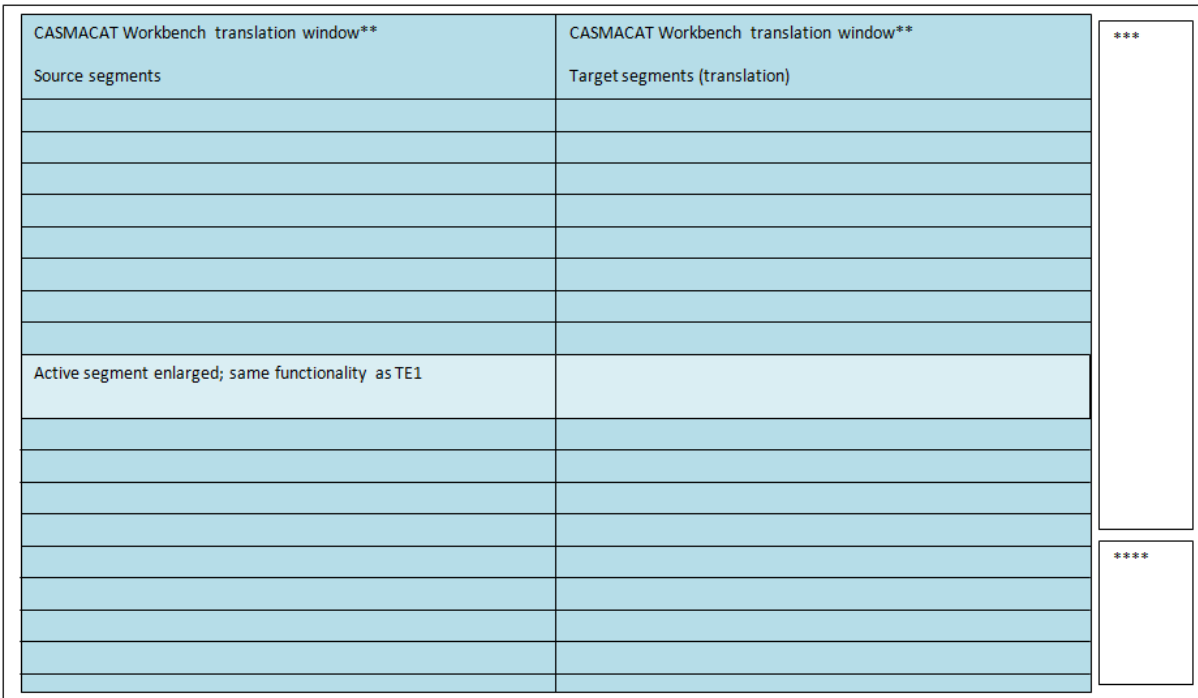 CASMACAT Workbench translation window**
Source segments
CASMACAT Workbench translation window**
Target segments (translation)
***
Active segment enlarged; same functionality as TE1
****